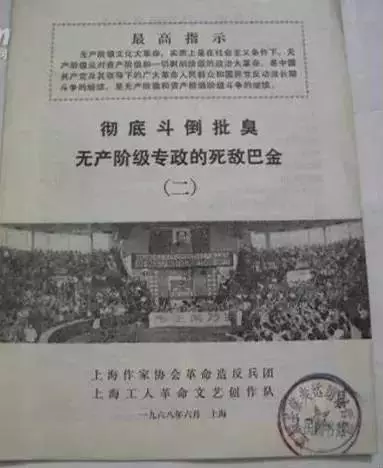 最高指示
无产阶级文化大革命，实质上是在社会主义条件下，无
产阶级反对资产阶级和一切剥削阶级的政治大革命，是中国
共产党及其领导下的广大革命人民群众和国民党反动派长期
斗争的继续，是无产阶级和资产阶级阶级斗争的继续。
彻底斗倒批臭
无产阶级专政的死敌巴金
（二）
上海作家协会革命造反兵团
上海工人革命文艺创作队
一九六八年六月 上海